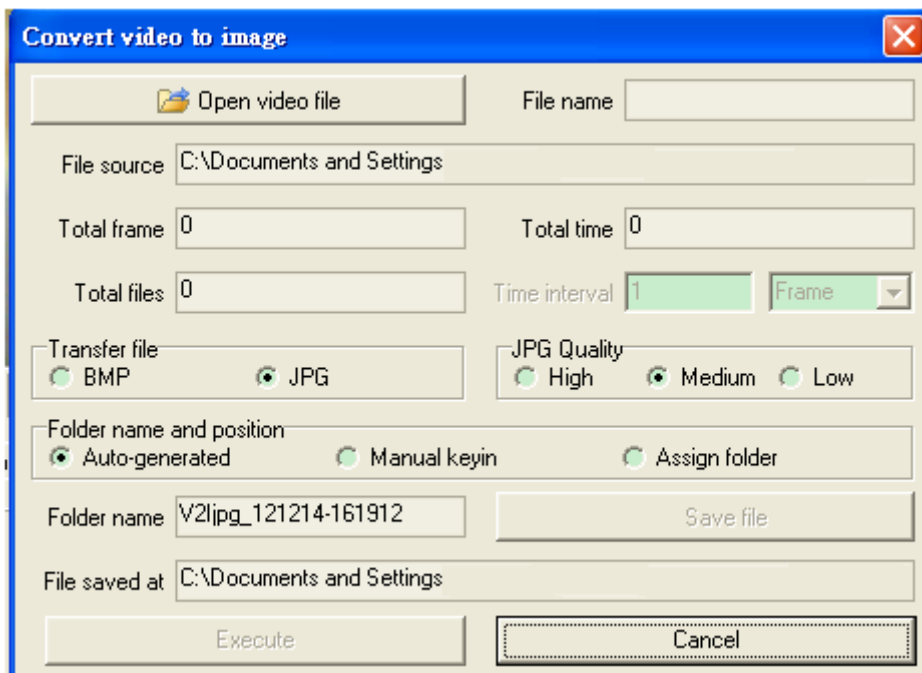 Convert video to image
Open video file File name
File source C:\Documents and Settings
Total frame 0 Total time 0
Total files 0 Time interval 1 Frame
Transfer file JPG Quality
BMP JPG High Medium Low
Folder name and position
Auto-generated Manual keyin Assign folder
Folder name V2Ijpg_121214-161912 Save file
File saved at C:\Documents and Settings
Execute Cancel